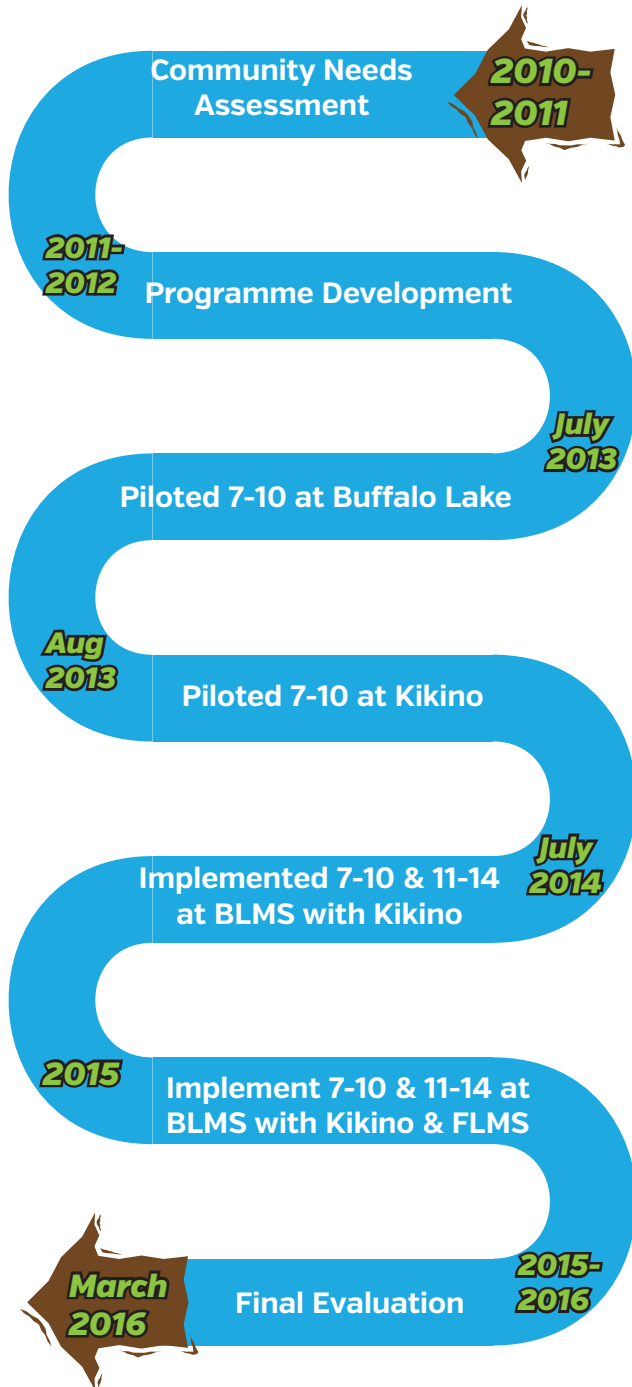 Community Needs
Assessment
2010-
2011
2011-
2012
Programme Development
July
2013
Piloted 7-10 at Buffalo Lake
Aug
2013
Piloted 7-10 at Kikino
July
2014
Implemented 7-10 & 11-14
at BLMS with Kikino
2015
Implement 7-10 & 11-14 at
BLMS with Kikino & FLMS
2015-
2016
Final Evaluation
March
2016